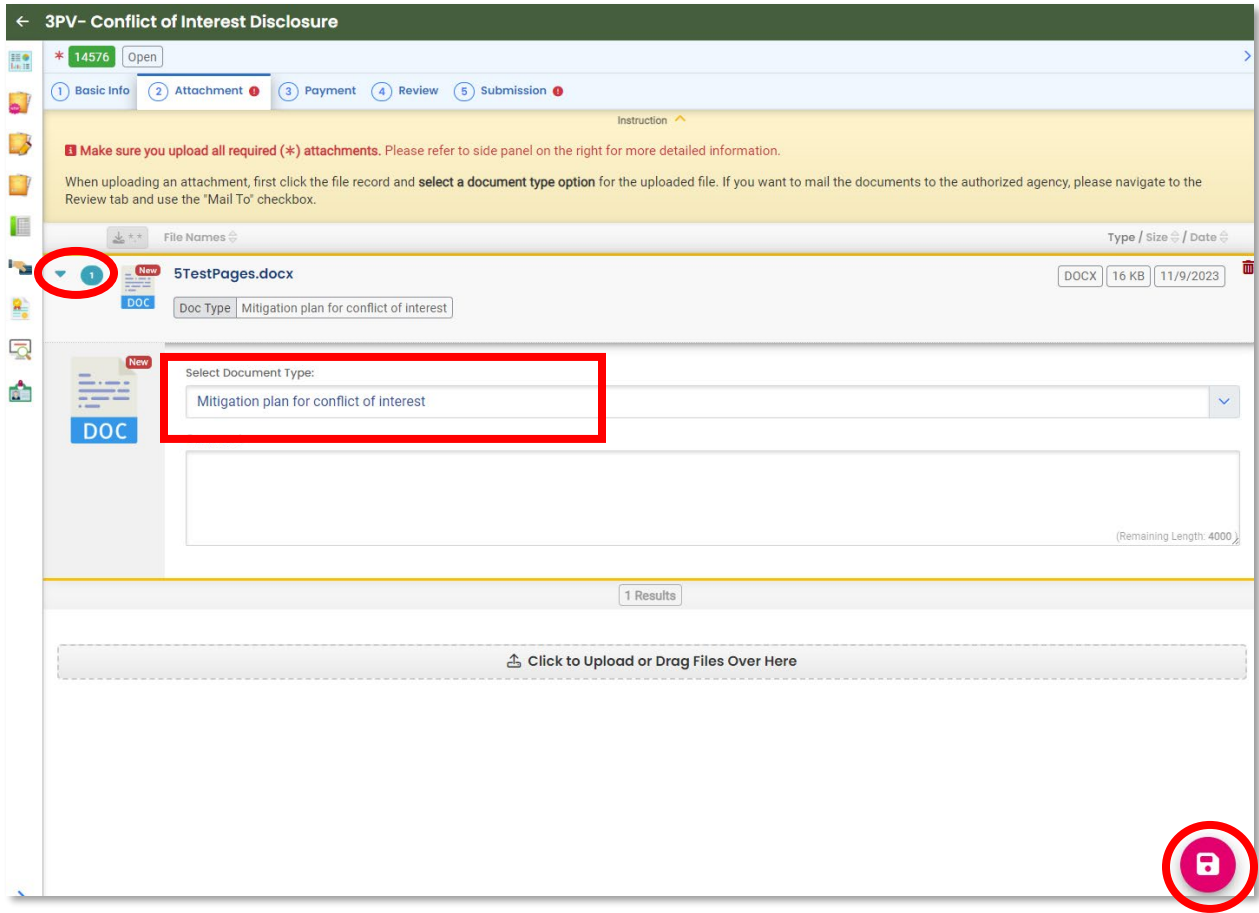 3PV- Conflict of Interest Disclosure
* 14576 Open
1 Basic Info 2 Attachment 3 Payment 4 Review 5 Submission
Instruction
Make sure you upload all required (*) attachments. Please refer to side panel on the right for more detailed information.
When uploading an attachment, first click the file record and select a document type option for the uploaded file. If you want to mail the documents to the authorized agency, please navigate to the
Review tab and use the "Mail To" checkbox.
*.* File Names Type / Size / Date
1 New DOC 5TestPages.docx DOCX 16 KB 11/9/2023
Doc Type Mitigation plan for conflict of interest
New
DOC
Select Document Type:
Mitigation plan for conflict of interest
(Remaining Length: 4000 )
1 Results
Click to Upload or Drag Files Over Here